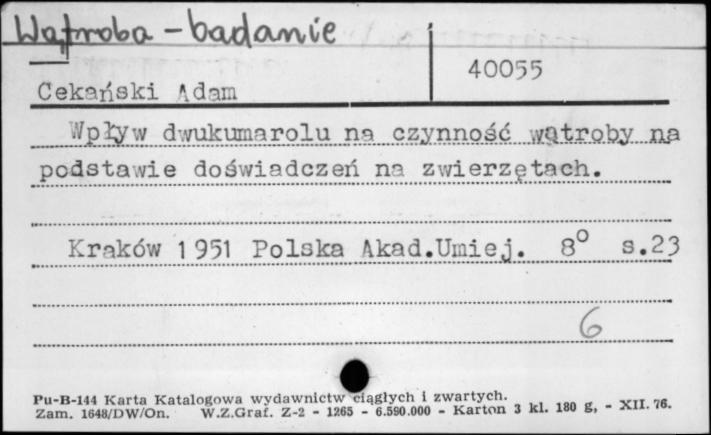 Wątroba - badanie
40055
Cekański Adam
Wpływ dwukumarolu na czynność wątroby na
podstawie doświadczeń na zwierzętach.
Kraków 1951 Polska Akad.Umiej. 8° s.23
6
Pu-B-144 Karta Katalogowa wydawnictw ciągłych i zwartych.
Zam. 1648/DW/On. W.Z.Graf. Z-2 - 1265 - 6.590.000 - Karton 3 kl. 180 g, - XII. 76.